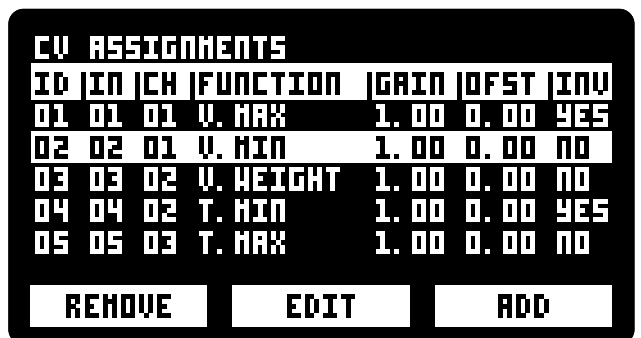 CV ASSIGNMENTS
ID |IN |CH |FUNCTION |GAIN |OFST |INV
01 01 01 V. MAX 1. 00 0. 00 YES
02 02 01 V. MIN 1. 00 0. 00 NO
03 03 02 V. WEIGHT 1. 00 0. 00 NO
04 04 02 T. MIN 1. 00 0. 00 YES
05 05 03 T. MAX 1. 00 0. 00 NO
REMOVE EDIT ADD